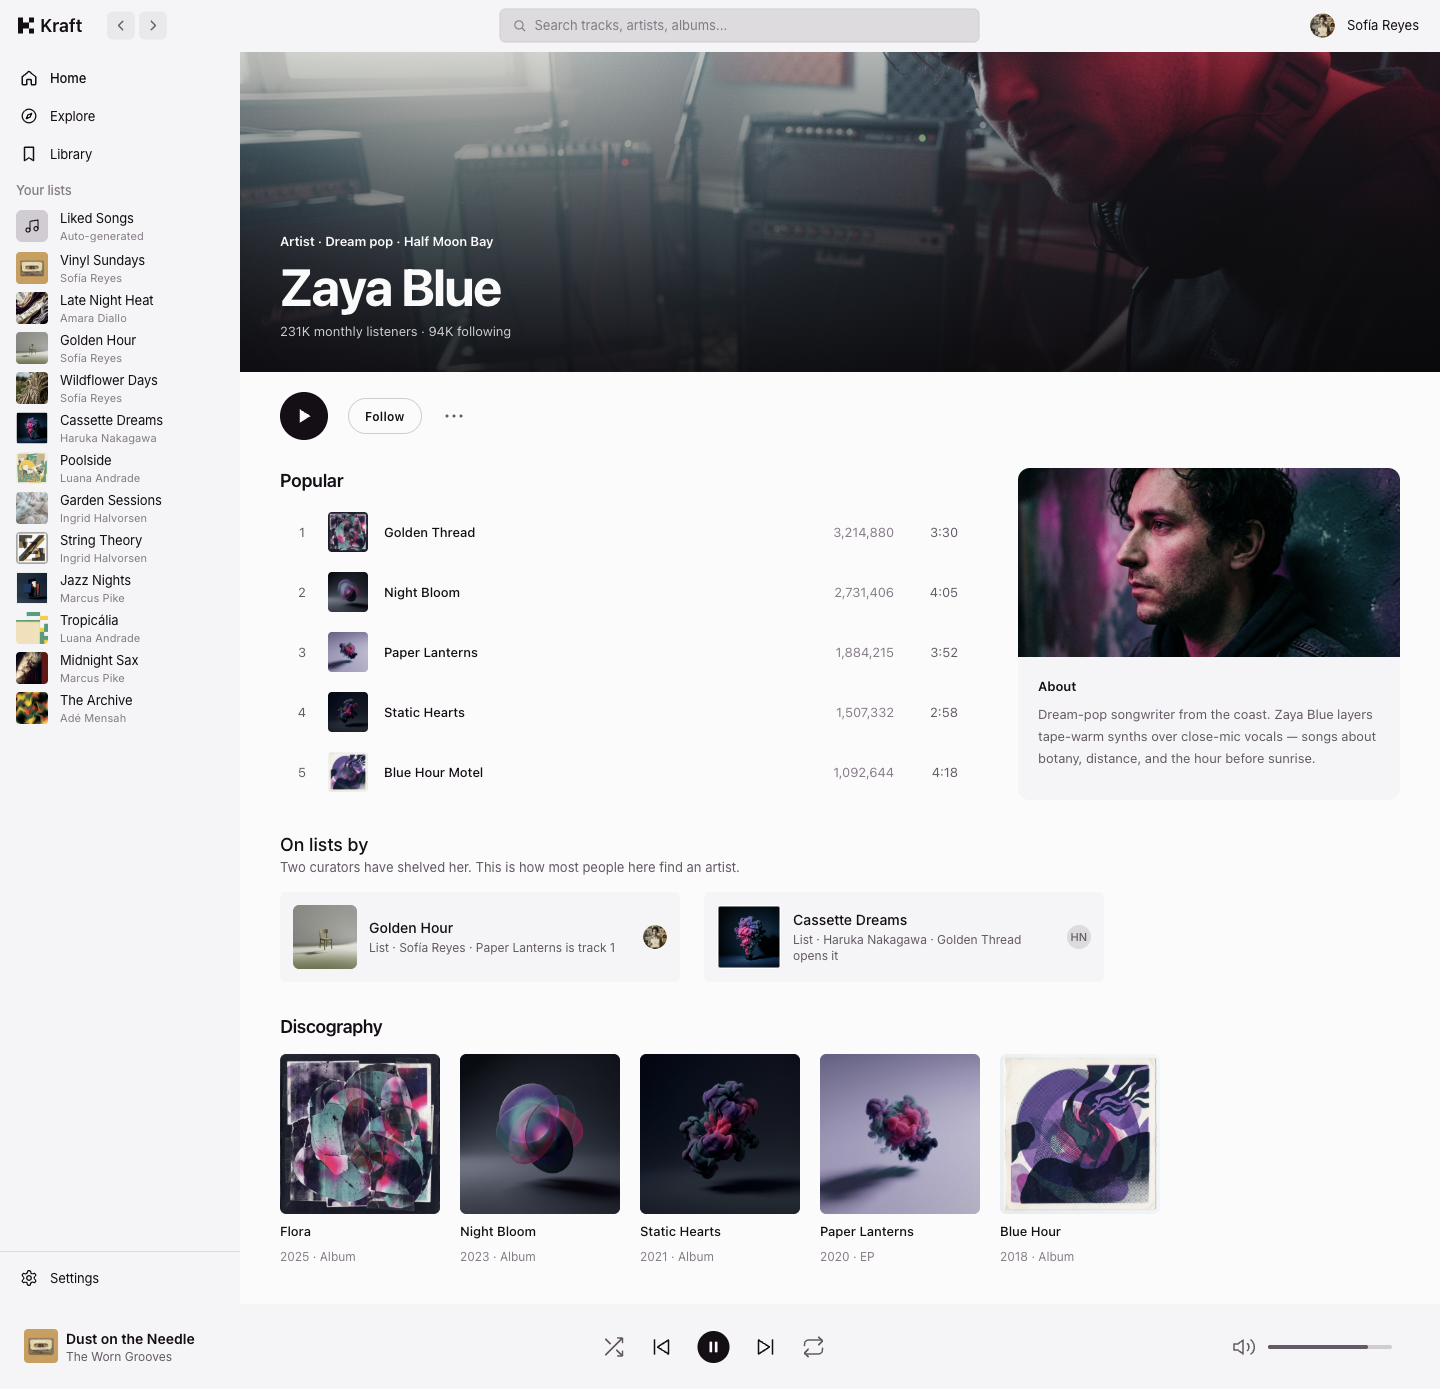 Kraft
Search tracks, artists, albums...
Sofía Reyes
Home
Explore
Library
Your lists
Liked Songs
Auto-generated
Vinyl Sundays
Sofía Reyes
Late Night Heat
Amara Diallo
Golden Hour
Sofía Reyes
Wildflower Days
Sofía Reyes
Cassette Dreams
Haruka Nakagawa
Poolside
Luana Andrade
Garden Sessions
Ingrid Halvorsen
String Theory
Ingrid Halvorsen
Jazz Nights
Marcus Pike
Tropicália
Luana Andrade
Midnight Sax
Marcus Pike
The Archive
Adé Mensah
Settings
Artist · Dream pop · Half Moon Bay
Zaya Blue
231K monthly listeners · 94K following
Follow
Popular
1 Golden Thread 3,214,880 3:30
2 Night Bloom 2,731,406 4:05
3 Paper Lanterns 1,884,215 3:52
4 Static Hearts 1,507,332 2:58
5 Blue Hour Motel 1,092,644 4:18
About
Dream-pop songwriter from the coast. Zaya Blue layers
tape-warm synths over close-mic vocals — songs about
botany, distance, and the hour before sunrise.
On lists by
Two curators have shelved her. This is how most people here find an artist.
Golden Hour
List · Sofía Reyes · Paper Lanterns is track 1
Cassette Dreams
List · Haruka Nakagawa · Golden Thread
opens it
HN
Discography
Flora
2025 · Album
Night Bloom
2023 · Album
Static Hearts
2021 · Album
Paper Lanterns
2020 · EP
Blue Hour
2018 · Album
Dust on the Needle
The Worn Grooves